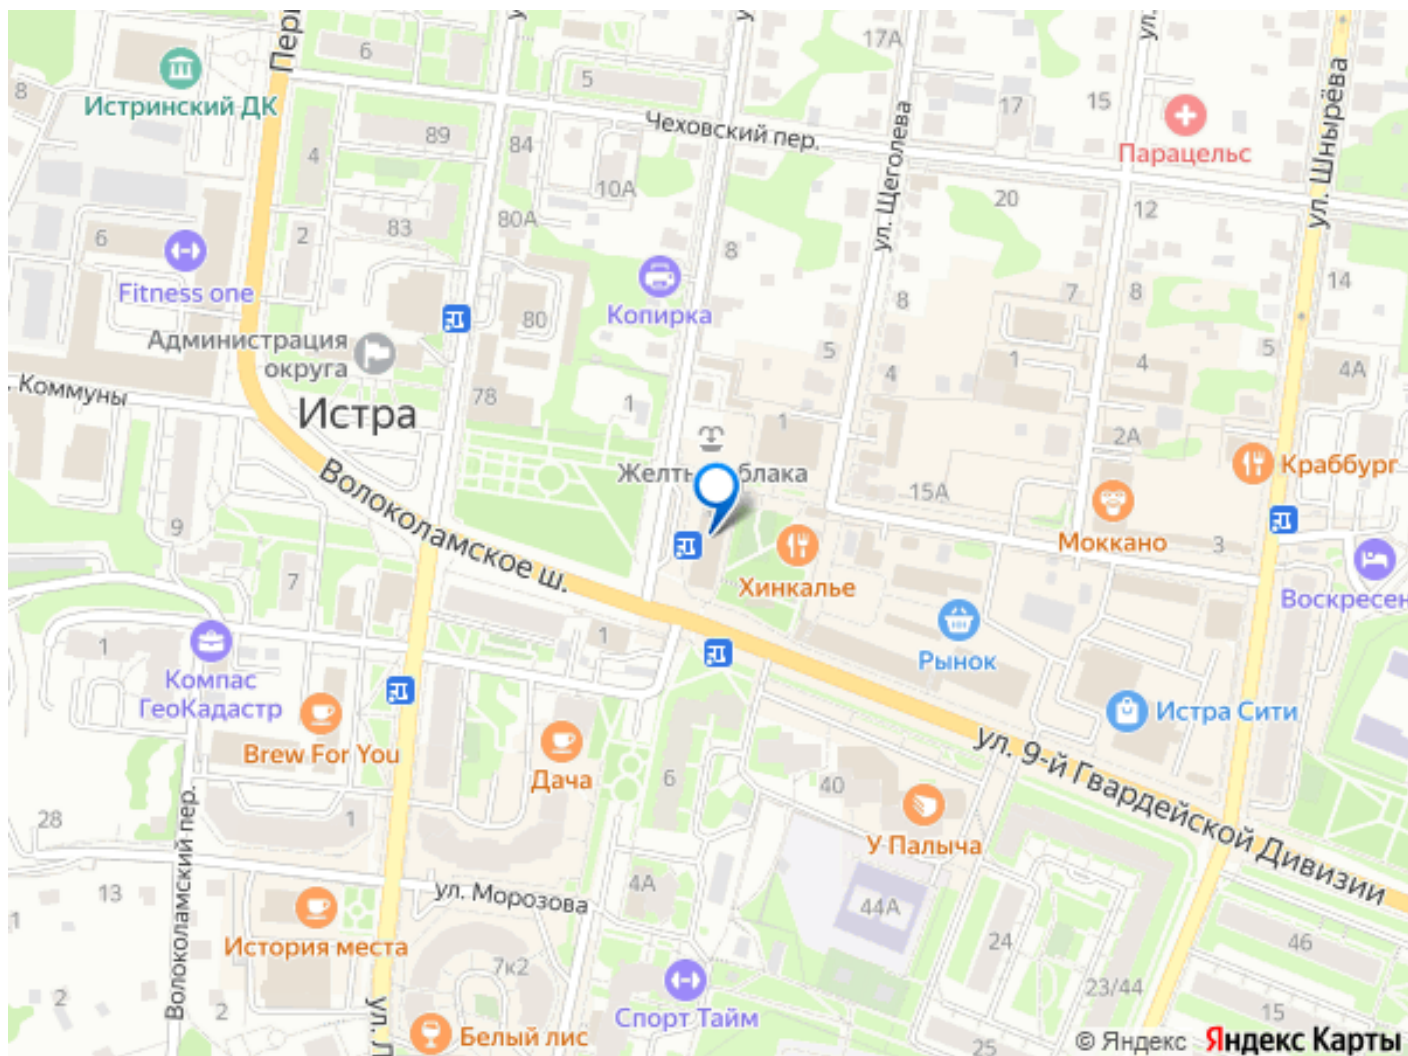 17А
6
5
8
Истринский ДК
89
84
Чеховский пер.
17
15
Парацельс
ул. Шнырёва
ул. Щеголева
4
10А
20
12
80А
83
2
6
8
Fitness one
Копирка
80
8
7
8
14
Администрация
округа
5
1
4
4
5
4А
. Коммуны
78
1
Истра
1
2А
Краббург
15А
Моккано
3
9
Волоколамское ш.
Хинкалье
7
1
1
Рынок
Компас
ГеоКадастр
Истра Сити
Brew For You
Дача
6
40
ул. 9-й Гвардейской Дивизии
28
1
У Палыча
Волоколамский пер.
13
ул. Морозова
4А
44А
История места
24
46
7к2
2
2
Спорт Тайм
23/44
15
Белый лис
25
© Яндекс
Яндекс Карты